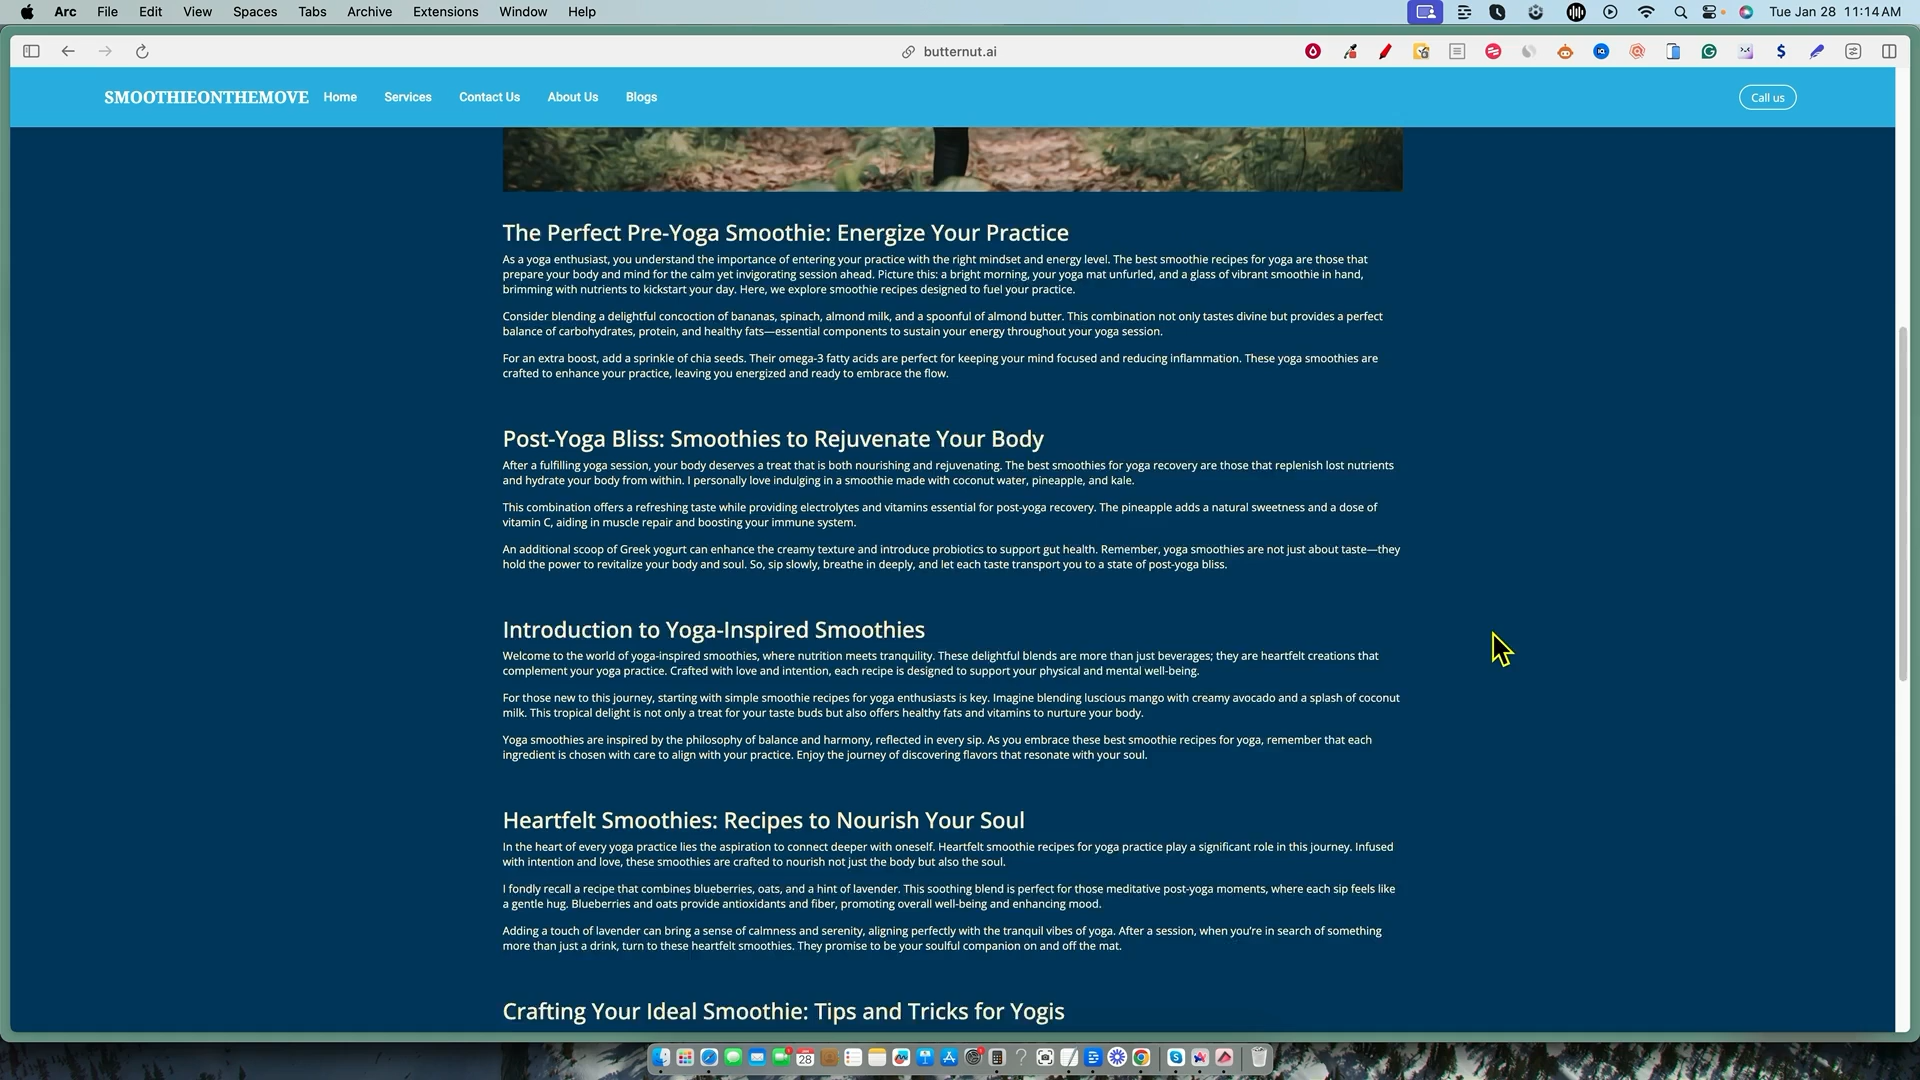 Arc File Edit View Spaces Tabs Archive Extensions Window Help Tue Jan 28 11:14 AM
butternut.ai
SMOOTHIEONTHEMOVE Home Services Contact Us About Us Blogs Call us
The Perfect Pre-Yoga Smoothie: Energize Your Practice
As a yoga enthusiast, you understand the importance of entering your practice with the right mindset and energy level. The best smoothie recipes for yoga are those that
prepare your body and mind for the calm yet invigorating session ahead. Picture this: a bright morning, your yoga mat unfurled, and a glass of vibrant smoothie in hand,
brimming with nutrients to kickstart your day. Here, we explore smoothie recipes designed to fuel your practice.
Consider blending a delightful concoction of bananas, spinach, almond milk, and a spoonful of almond butter. This combination not only tastes divine but provides a perfect
balance of carbohydrates, protein, and healthy fats—essential components to sustain your energy throughout your yoga session.
For an extra boost, add a sprinkle of chia seeds. Their omega-3 fatty acids are perfect for keeping your mind focused and reducing inflammation. These yoga smoothies are
crafted to enhance your practice, leaving you energized and ready to embrace the flow.
Post-Yoga Bliss: Smoothies to Rejuvenate Your Body
After a fulfilling yoga session, your body deserves a treat that is both nourishing and rejuvenating. The best smoothies for yoga recovery are those that replenish lost nutrients
and hydrate your body from within. I personally love indulging in a smoothie made with coconut water, pineapple, and kale.
This combination offers a refreshing taste while providing electrolytes and vitamins essential for post-yoga recovery. The pineapple adds a natural sweetness and a dose of
vitamin C, aiding in muscle repair and boosting your immune system.
An additional scoop of Greek yogurt can enhance the creamy texture and introduce probiotics to support gut health. Remember, yoga smoothies are not just about taste—they
hold the power to revitalize your body and soul. So, sip slowly, breathe in deeply, and let each taste transport you to a state of post-yoga bliss.
Introduction to Yoga-Inspired Smoothies
Welcome to the world of yoga-inspired smoothies, where nutrition meets tranquility. These delightful blends are more than just beverages; they are heartfelt creations that
complement your yoga practice. Crafted with love and intention, each recipe is designed to support your physical and mental well-being.
For those new to this journey, starting with simple smoothie recipes for yoga enthusiasts is key. Imagine blending luscious mango with creamy avocado and a splash of coconut
milk. This tropical delight is not only a treat for your taste buds but also offers healthy fats and vitamins to nurture your body.
Yoga smoothies are inspired by the philosophy of balance and harmony, reflected in every sip. As you embrace these best smoothie recipes for yoga, remember that each
ingredient is chosen with care to align with your practice. Enjoy the journey of discovering flavors that resonate with your soul.
Heartfelt Smoothies: Recipes to Nourish Your Soul
In the heart of every yoga practice lies the aspiration to connect deeper with oneself. Heartfelt smoothie recipes for yoga practice play a significant role in this journey. Infused
with intention and love, these smoothies are crafted to nourish not just the body but also the soul.
I fondly recall a recipe that combines blueberries, oats, and a hint of lavender. This soothing blend is perfect for those meditative post-yoga moments, where each sip feels like
a gentle hug. Blueberries and oats provide antioxidants and fiber, promoting overall well-being and enhancing mood.
Adding a touch of lavender can bring a sense of calmness and serenity, aligning perfectly with the tranquil vibes of yoga. After a session, when you're in search of something
more than just a drink, turn to these heartfelt smoothies. They promise to be your soulful companion on and off the mat.
Crafting Your Ideal Smoothie: Tips and Tricks for Yogis
28